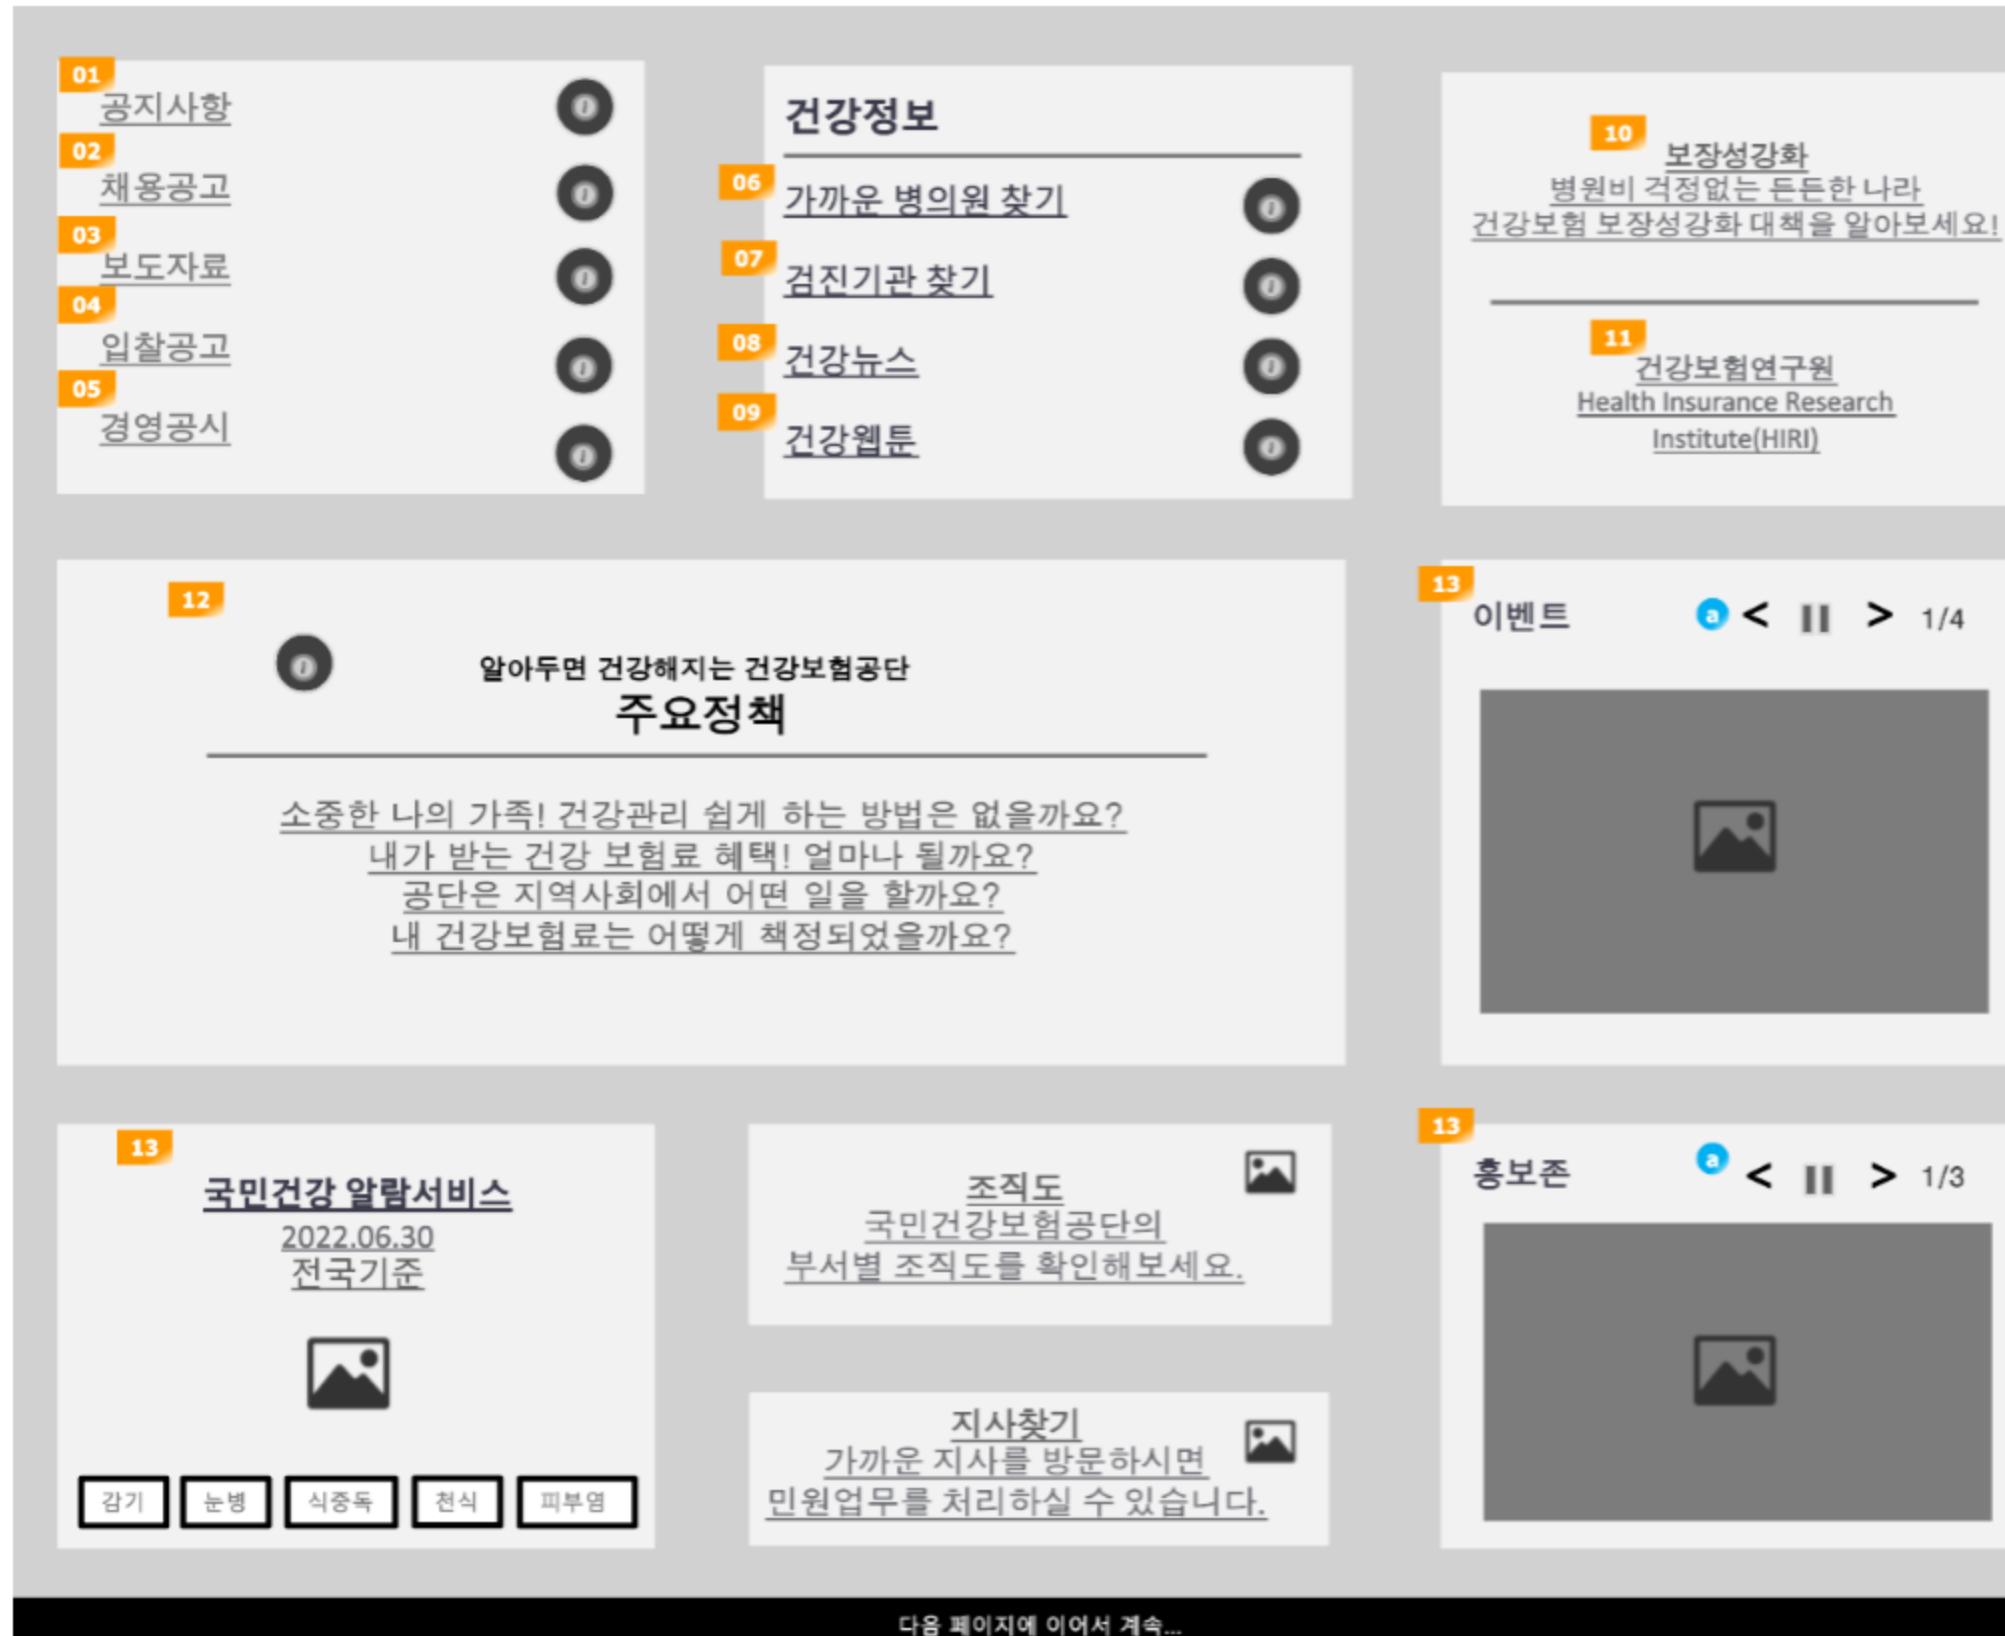 01
공지사항
02
채용공고
03
보도자료
04
입찰공고
05
경영공시
건강정보
06
가까운 병의원 찾기
07
검진기관 찾기
08
건강뉴스
09
건강웹툰
10
보장성강화
병원비 걱정없는 든든한 나라
건강보험 보장성강화 대책을 알아보세요!
11
건강보험연구원
Health Insurance Research
Institute(HIRI)
12
알아두면 건강해지는 건강보험공단
주요정책
소중한 나의 가족! 건강관리 쉽게 하는 방법은 없을까요?
내가 받는 건강 보험료 혜택! 얼마나 될까요?
공단은 지역사회에서 어떤 일을 할까요?
내 건강보험료는 어떻게 책정되었을까요?
13
이벤트 a < > 1/4
13
국민건강 알람서비스
2022.06.30
전국기준
감기 눈병 식중독 천식 피부염
조직도
국민건강보험공단의
부서별 조직도를 확인해보세요.
지사찾기
가까운 지사를 방문하시면
민원업무를 처리하실 수 있습니다.
13
홍보존 a < > 1/3
다음 페이지에 이어서 계속...